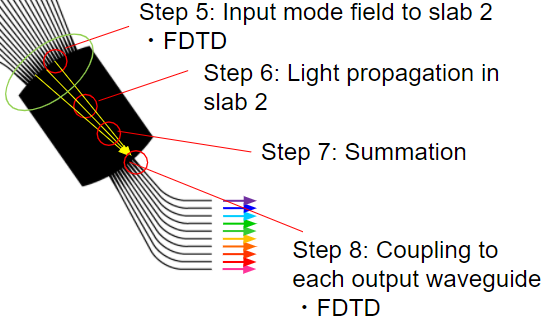 Step 5: Input mode field to slab 2
・FDTD
Step 6: Light propagation in
slab 2
Step 7: Summation
Step 8: Coupling to
each output waveguide
・FDTD